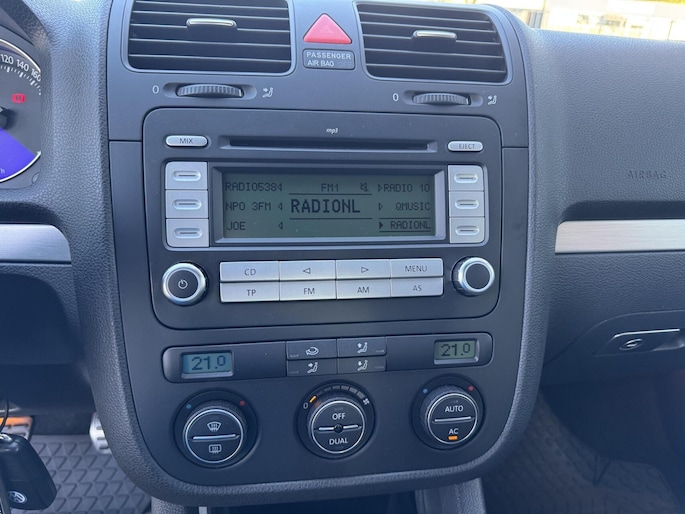 120 140 160
PASSENGER
AIR BAG
0
0
mp3
MIX
EJECT
RADIO5384 FM1 RADIO 10
NPO 3FM RADIONL QMUSIC
JOE RADIONL
AIRBAG
CD MENU
TP FM AM AS
21.0
21.0
0
OFF
DUAL
AUTO
AC